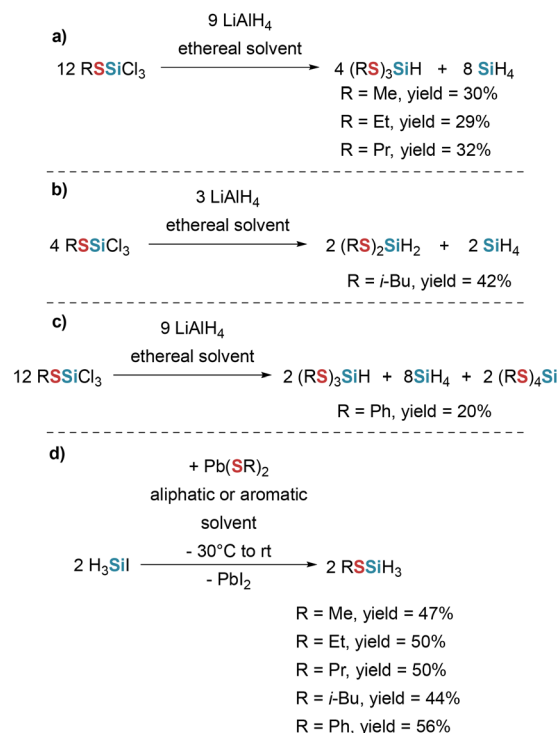 a)
9 LiAlH₄
ethereal solvent
12 RSSiCl₃
4 (RS)₃SiH + 8 SiH₄
R = Me, yield = 30%
R = Et, yield = 29%
R = Pr, yield = 32%
b)
3 LiAlH₄
ethereal solvent
4 RSSiCl₃
2 (RS)₂SiH₂ + 2 SiH₄
R = i-Bu, yield = 42%
c)
9 LiAlH₄
ethereal solvent
12 RSSiCl₃
2 (RS)₃SiH + 8SiH₄ + 2 (RS)₄Si
R = Ph, yield = 20%
d)
+ Pb(SR)₂
aliphatic or aromatic
solvent
- 30°C to rt
2 H₃SiI
- PbI₂
2 RSSiH₃
R = Me, yield = 47%
R = Et, yield = 50%
R = Pr, yield = 50%
R = i-Bu, yield = 44%
R = Ph, yield = 56%